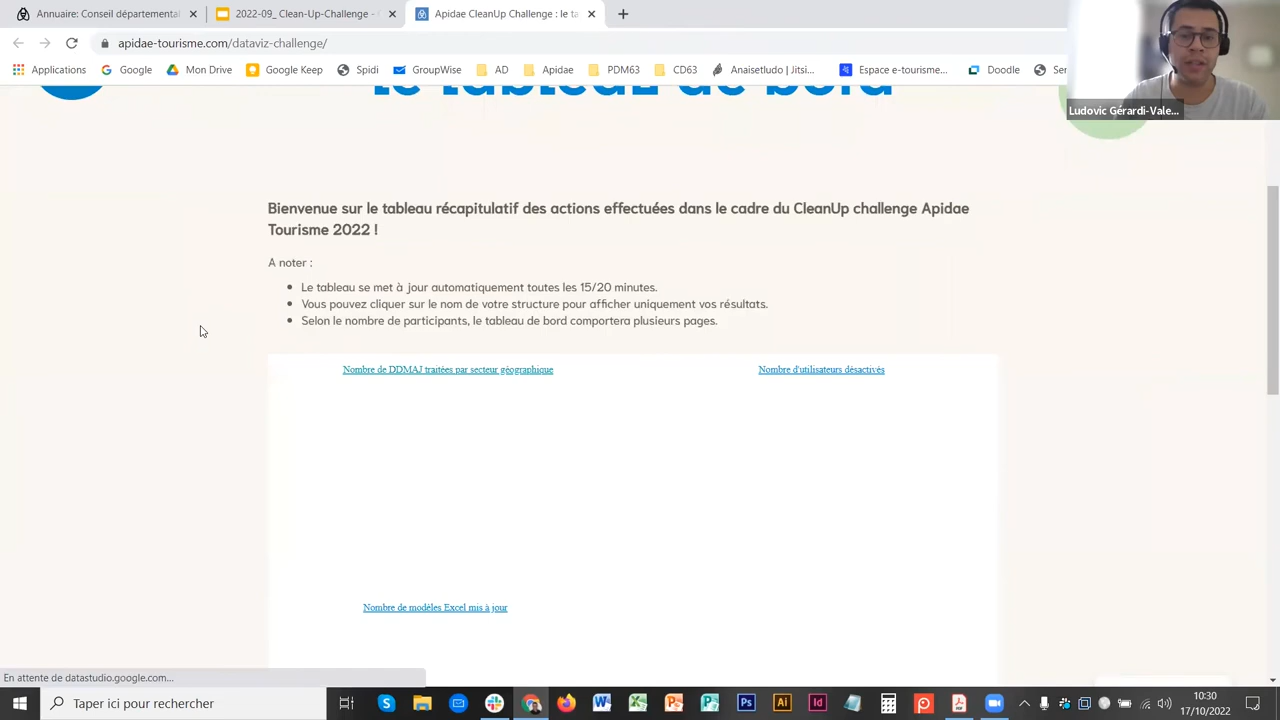 Annuaire: Conseil départemental
2022-09_ Clean-Up-Challenge -
Apidae CleanUp Challenge : le ta
apidae-tourisme.com/dataviz-challenge/
Applications
Google
Mon Drive
Google Keep
Spidi
GroupWise
AD
Apidae
PDM63
CD63
Anaisetludo | Jitsi...
Espace e-tourisme...
Doodle
Ser
Ludovic Gérardi-Vale...
le tableau de bord
Bienvenue sur le tableau récapitulatif des actions effectuées dans le cadre du CleanUp challenge Apidae
Tourisme 2022 !
A noter :
Le tableau se met à jour automatiquement toutes les 15/20 minutes.
Vous pouvez cliquer sur le nom de votre structure pour afficher uniquement vos résultats.
Selon le nombre de participants, le tableau de bord comportera plusieurs pages.
Nombre de DDMAJ traitées par secteur géographique
Nombre d'utilisateurs désactivés
Nombre de modèles Excel mis à jour
En attente de datastudio.google.com...
Taper ici pour rechercher
10:30
17/10/2022